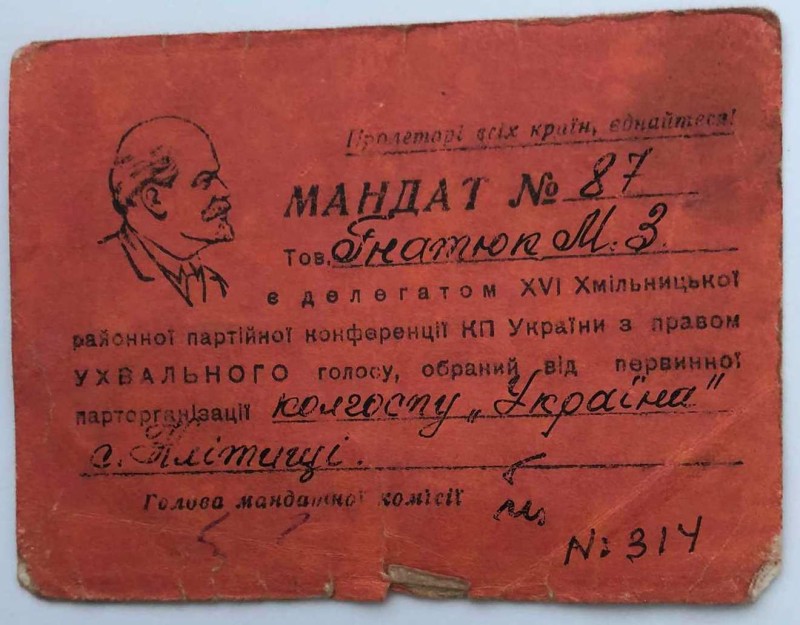 Пролетарі всіх країн, єднайтеся!
МАНДАТ № 87
Тов. Гнатюк М. З.
є делегатом XVI Хмільницької
районної партійної конференції КП України з правом
УХВАЛЬНОГО голосу, обраний від первинної
парторганізації колгоспу „Україна"
с.
Голова мандатної комісії
№ 314